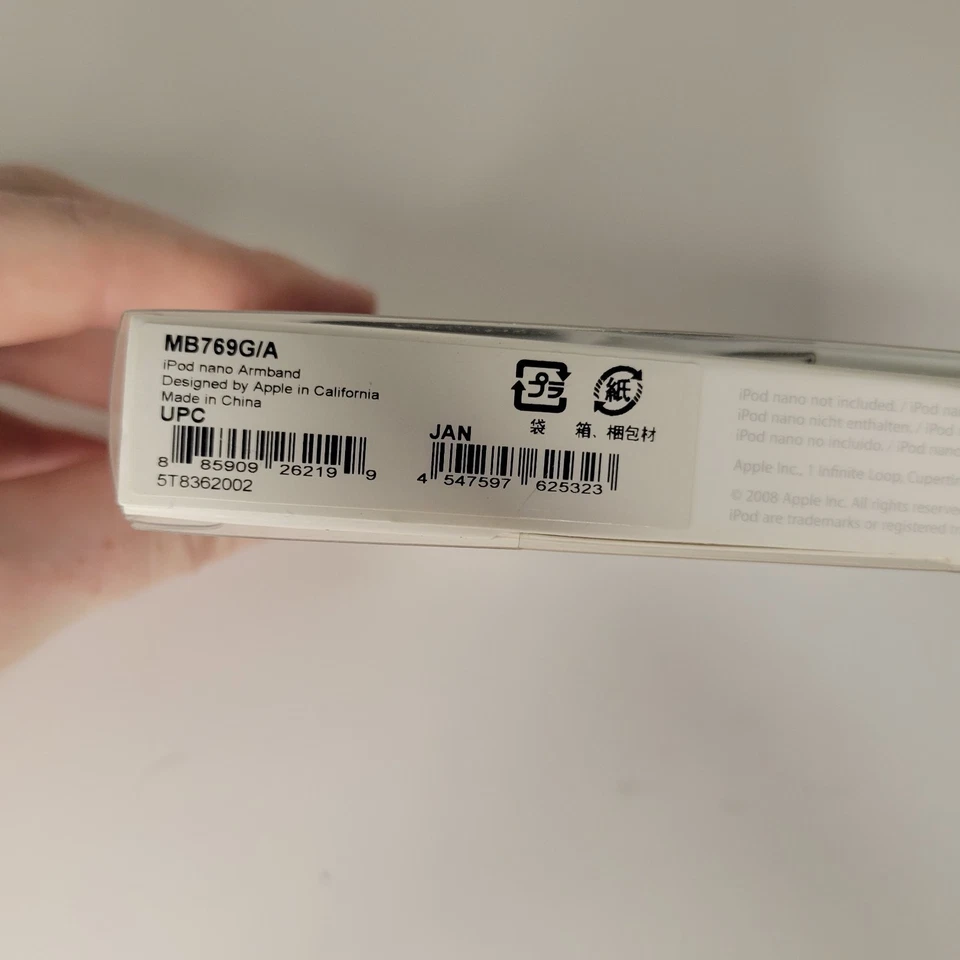 MB769G/A
iPod nano Armband
Designed by Apple in California
Made in China
UPC
8 85909 26219 9
5T8362002
JAN
4 547597 625323
プラ
袋
紙
箱、梱包材
iPod nano not included. / iPod
iPod nano nicht enthalten. / iPod
iPod nano no incluido. / iPod nano
Apple Inc., 1 Infinite Loop,
© 2008 Apple Inc. All rights
iPod are trademarks or registered